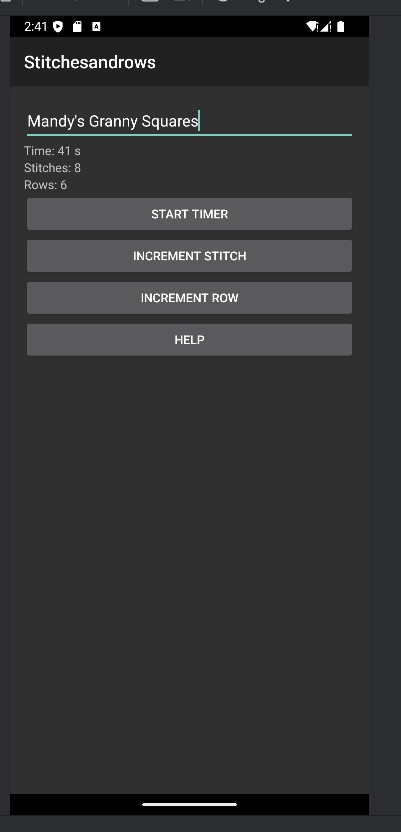 2:41
Stitchesandrows
Mandy's Granny Squares
Time: 41 s
Stitches: 8
Rows: 6
START TIMER
INCREMENT STITCH
INCREMENT ROW
HELP